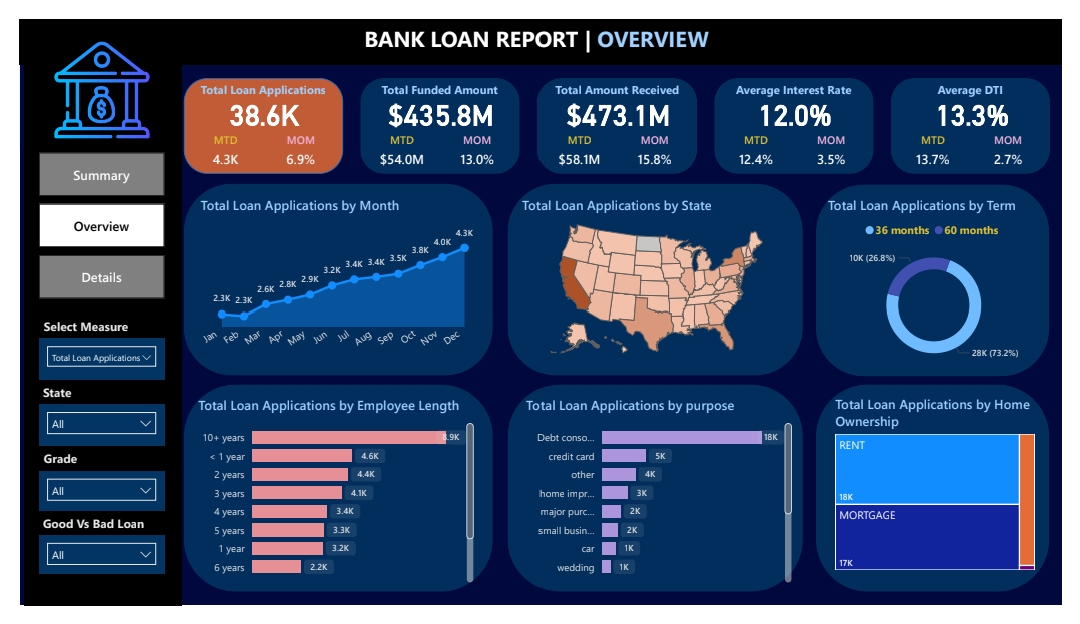 BANK LOAN REPORT | OVERVIEW
Summary
Overview
Details
Select Measure
Total Loan Applications
State
All
Grade
All
Good Vs Bad Loan
All
Total Loan Applications
38.6K
MTD MOM
4.3K 6.9%
Total Funded Amount
$435.8M
MTD MOM
$54.0M 13.0%
Total Amount Received
$473.1M
MTD MOM
$58.1M 15.8%
Average Interest Rate
12.0%
MTD MOM
12.4% 3.5%
Average DTI
13.3%
MTD MOM
13.7% 2.7%
Total Loan Applications by Month
2.3K 2.3K 2.6K 2.8K 2.9K 3.2K 3.4K 3.4K 3.5K 3.8K 4.0K 4.3K
Jan Feb Mar Apr May Jun Jul Aug Sep Oct Nov Dec
Total Loan Applications by State
Total Loan Applications by Term
36 months 60 months
10K (26.8%)
28K (73.2%)
Total Loan Applications by Employee Length
10+ years 8.9K
< 1 year 4.6K
2 years 4.4K
3 years 4.1K
4 years 3.4K
5 years 3.3K
1 year 3.2K
6 years 2.2K
Total Loan Applications by purpose
Debt conso... 18K
credit card 5K
other 4K
home impr... 3K
major purc... 2K
small busin... 2K
car 1K
wedding 1K
Total Loan Applications by Home
Ownership
RENT
18K
MORTGAGE
17K